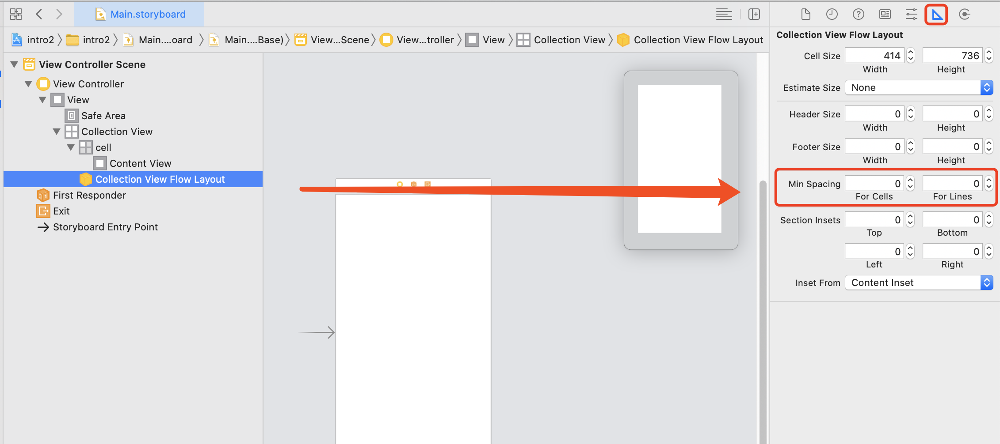 Main.storyboard
intro2
intro2
Main....oard
Main....Base)
View...Scene
View...troller
View
Collection View
Collection View Flow Layout
View Controller Scene
View Controller
View
Safe Area
Collection View
cell
Content View
Collection View Flow Layout
First Responder
Exit
Storyboard Entry Point
Collection View Flow Layout
Cell Size 414 736
Width Height
Estimate Size None
Header Size 0 0
Width Height
Footer Size 0 0
Width Height
Min Spacing 0 0
For Cells For Lines
Section Insets 0 0
Top Bottom
0 0
Left Right
Inset From Content Inset